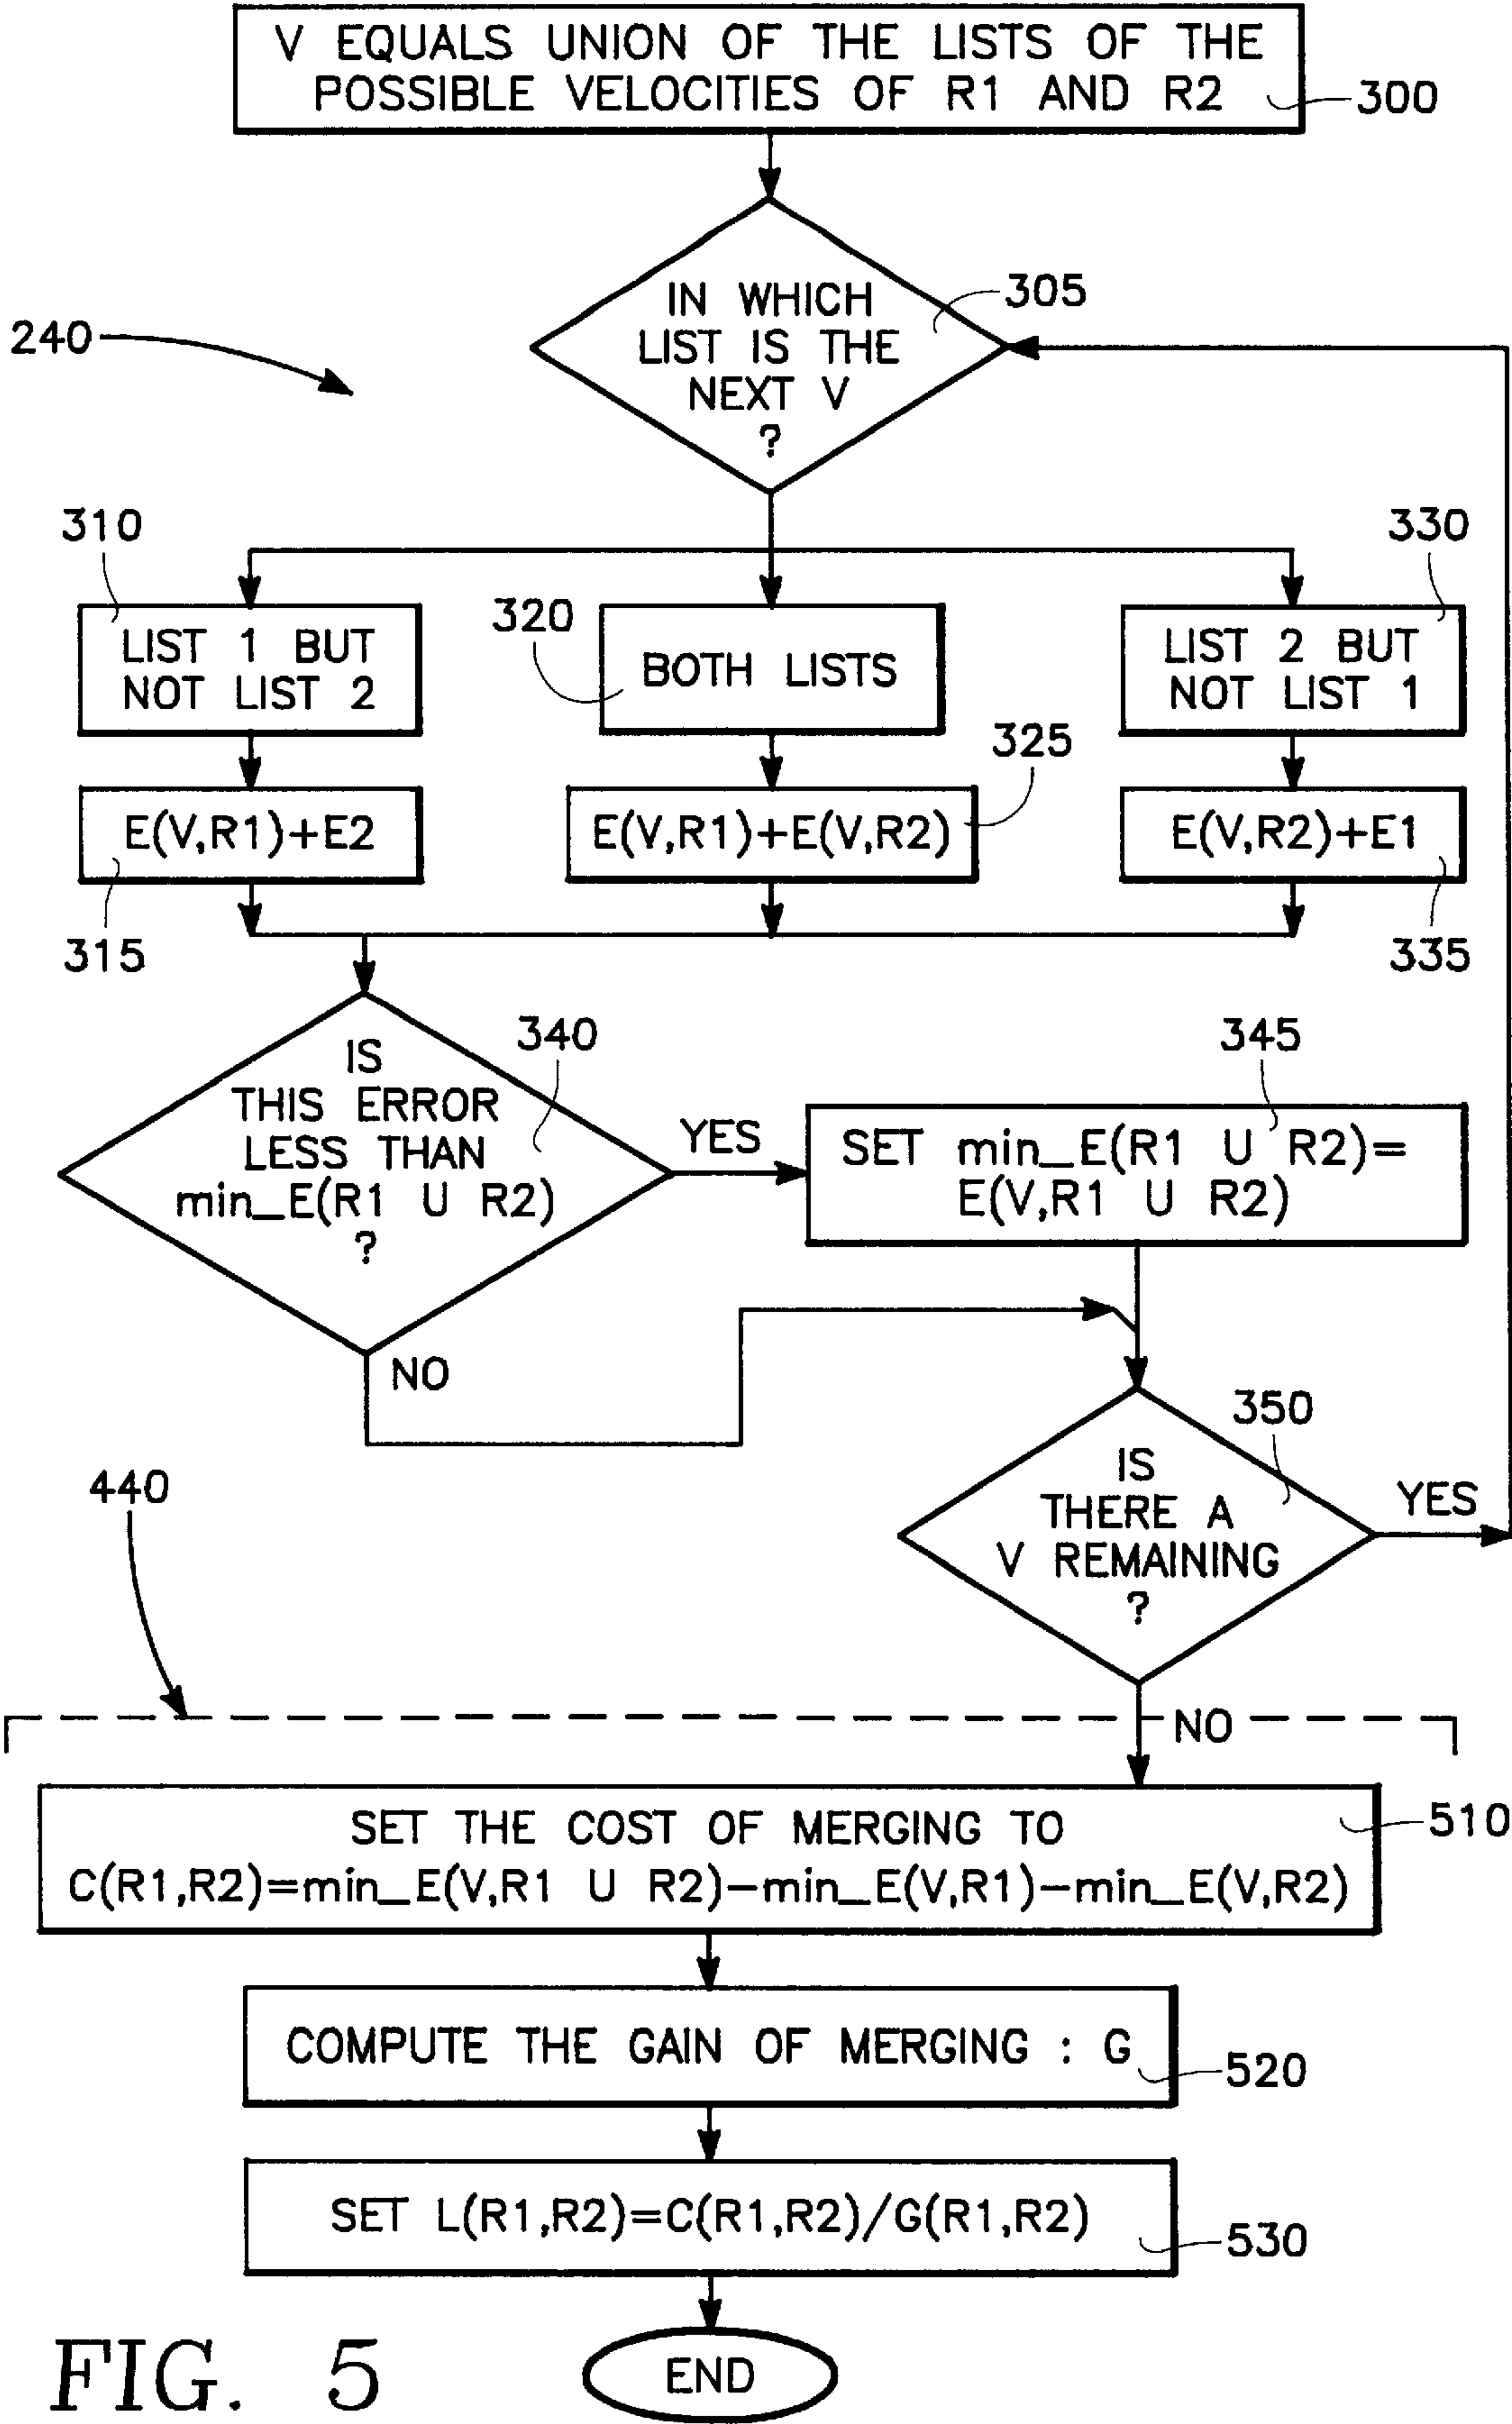 V EQUALS UNION OF THE LISTS OF THE
POSSIBLE VELOCITIES OF R1 AND R2
300
IN WHICH
LIST IS THE
NEXT V
?
305
240
310
LIST 1 BUT
NOT LIST 2
320
BOTH LISTS
330
LIST 2 BUT
NOT LIST 1
E(V,R1)+E2
315
E(V,R1)+E(V,R2)
325
E(V,R2)+E1
335
IS
THIS ERROR
LESS THAN
min_E(R1 U R2)
?
340
YES
345
SET min_E(R1 U R2)=
E(V,R1 U R2)
NO
350
IS
THERE A
V REMAINING
?
YES
440
NO
SET THE COST OF MERGING TO
C(R1,R2)=min_E(V,R1 U R2)-min_E(V,R1)-min_E(V,R2)
510
COMPUTE THE GAIN OF MERGING : G
520
SET L(R1,R2)=C(R1,R2)/G(R1,R2)
530
END
FIG. 5